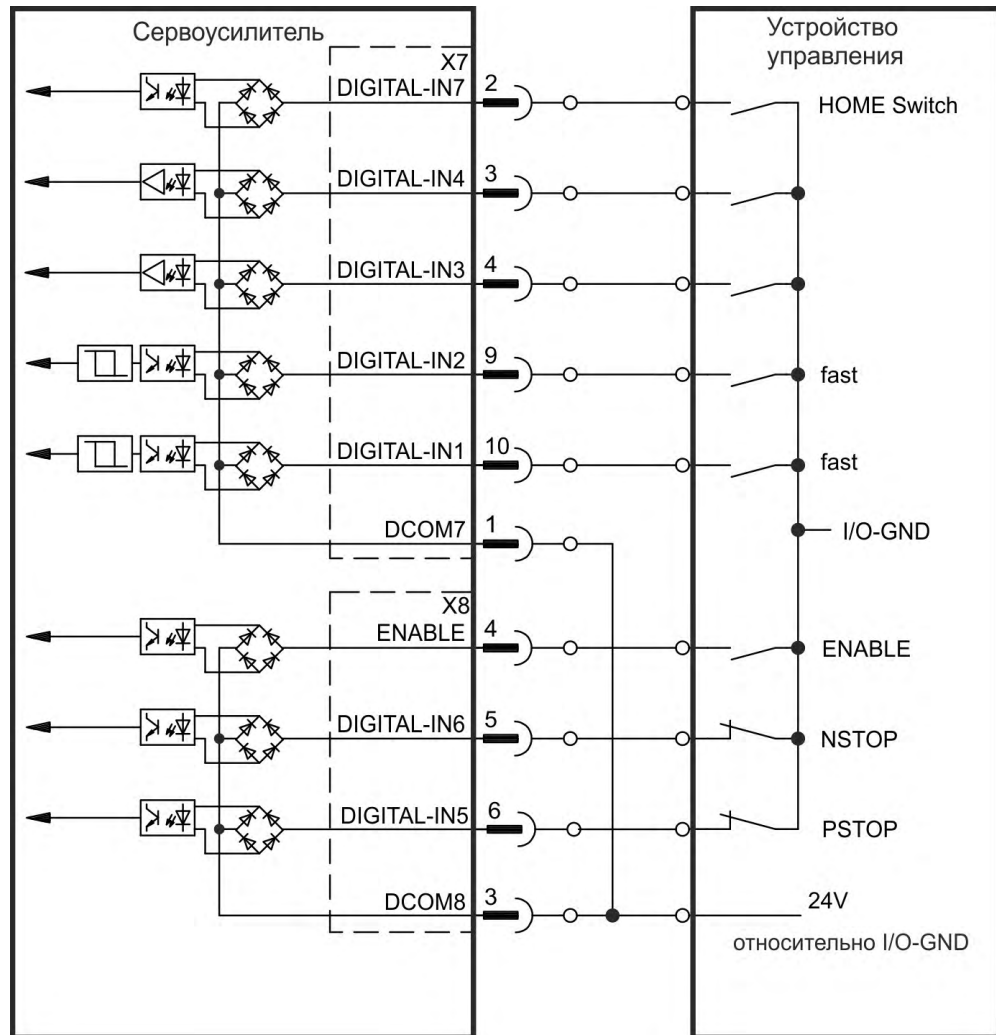 Сервоусилитель
Устройство
управления
X7
DIGITAL-IN7
2
HOME Switch
DIGITAL-IN4
3
DIGITAL-IN3
4
DIGITAL-IN2
9
fast
DIGITAL-IN1
10
fast
DCOM7
1
I/O-GND
X8
ENABLE
4
ENABLE
DIGITAL-IN6
5
NSTOP
DIGITAL-IN5
6
PSTOP
DCOM8
3
24V
относительно I/O-GND